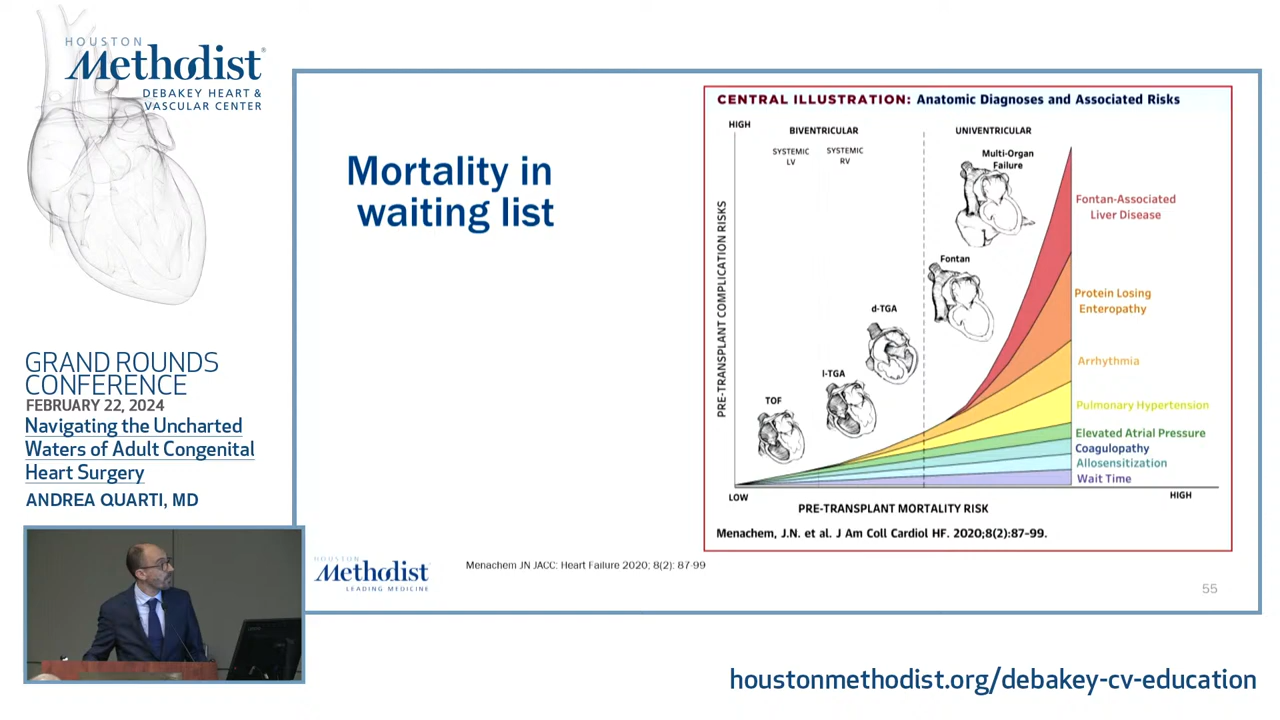 HOUSTON
Methodist®
DEBAKEY HEART &
VASCULAR CENTER
GRAND ROUNDS
CONFERENCE
FEBRUARY 22, 2024
Navigating the Uncharted
Waters of Adult Congenital
Heart Surgery
ANDREA QUARTI, MD
Mortality in
waiting list
CENTRAL ILLUSTRATION: Anatomic Diagnoses and Associated Risks
HIGH
BIVENTRICULAR
UNIVENTRICULAR
SYSTEMIC
LV
SYSTEMIC
RV
Multi-Organ
Failure
Fontan
d-TGA
l-TGA
TOF
PRE-TRANSPLANT COMPLICATION RISKS
Fontan-Associated
Liver Disease
Protein Losing
Enteropathy
Arrhythmia
Pulmonary Hypertension
Elevated Atrial Pressure
Coagulopathy
Allosensitization
Wait Time
LOW
HIGH
PRE-TRANSPLANT MORTALITY RISK
Menachem, J.N. et al. J Am Coll Cardiol HF. 2020;8(2):87-99.
HOUSTON
Methodist
LEADING MEDICINE
Menachem JN JACC: Heart Failure 2020; 8(2): 87-99
55
houstonmethodist.org/debakey-cv-education